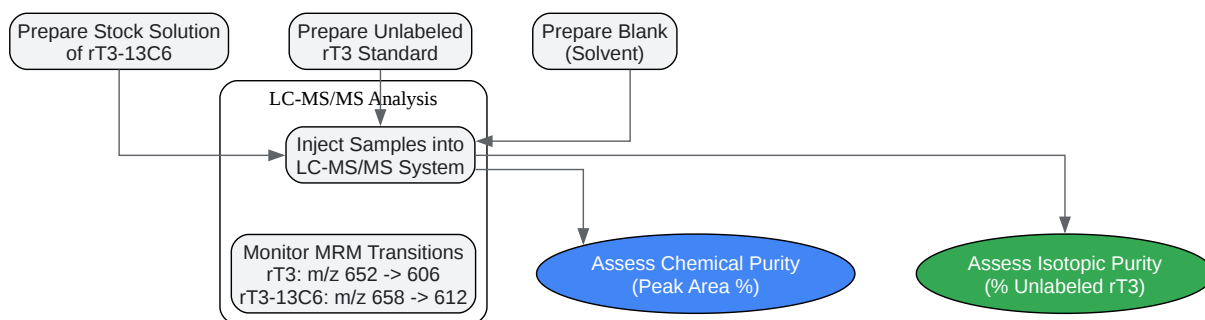 Prepare Stock Solution
of rT3-13C6
Prepare Unlabeled
rT3 Standard
Prepare Blank
(Solvent)
LC-MS/MS Analysis
Inject Samples into
LC-MS/MS System
Monitor MRM Transitions
rT3: m/z 652 -> 606
rT3-13C6: m/z 658 -> 612
Assess Chemical Purity
(Peak Area %)
Assess Isotopic Purity
(% Unlabeled rT3)